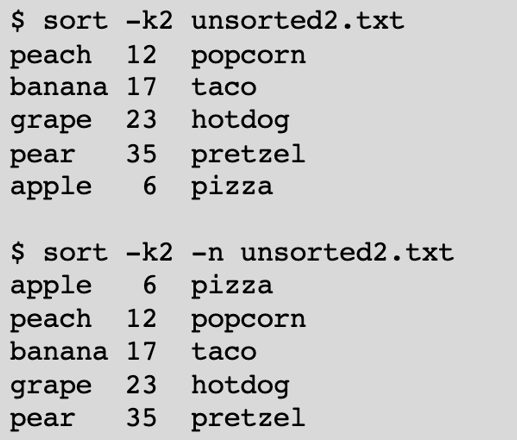 $ sort -k2 unsorted2.txt
peach  12  popcorn
banana 17  taco
grape  23  hotdog
pear   35  pretzel
apple   6  pizza

$ sort -k2 -n unsorted2.txt
apple   6  pizza
peach  12  popcorn
banana 17  taco
grape  23  hotdog
pear   35  pretzel